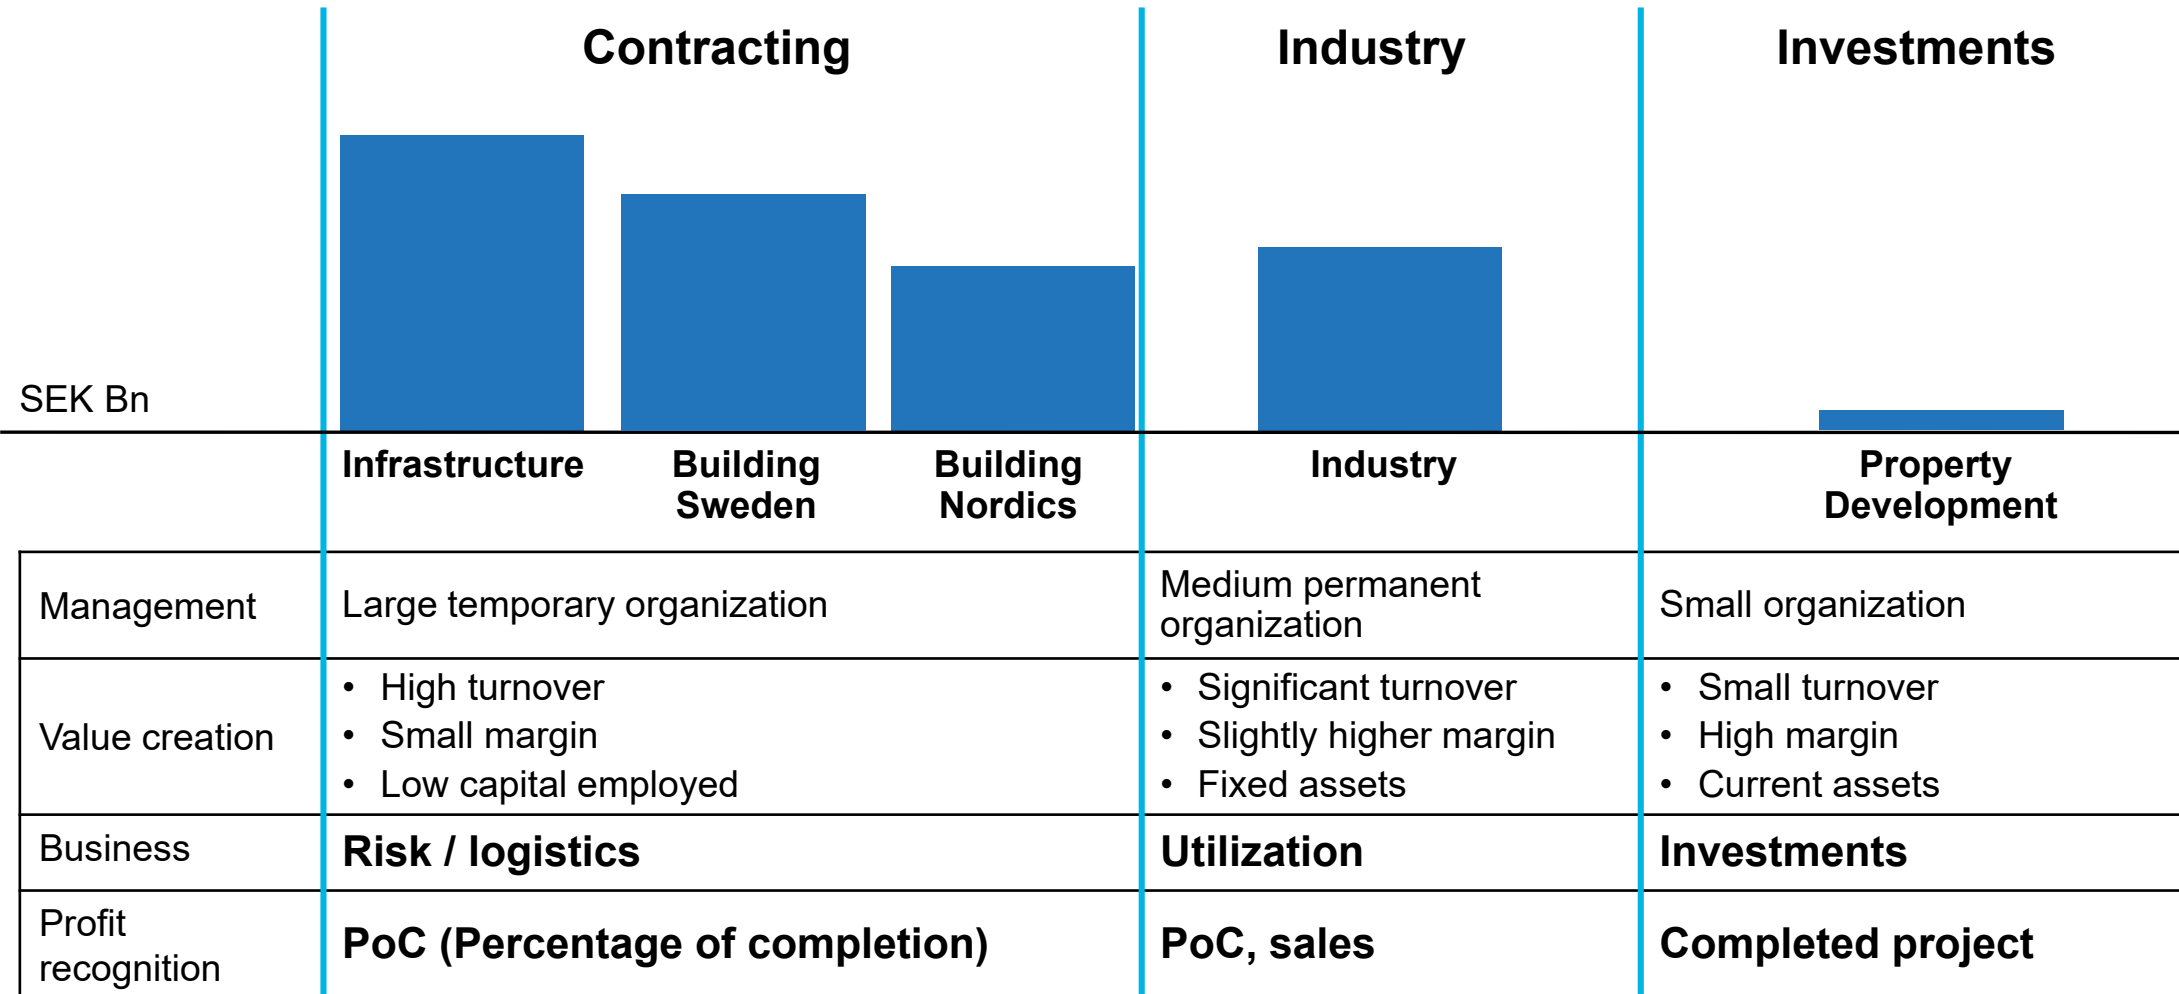 Contracting
Industry
Investments
SEK Bn
Infrastructure
Building
Sweden
Building
Nordics
Industry
Property
Development
Management
Large temporary organization
Medium permanent
organization
Small organization
Value creation
• High turnover
• Small margin
• Low capital employed
• Significant turnover
• Slightly higher margin
• Fixed assets
• Small turnover
• High margin
• Current assets
Business
Risk / logistics
Utilization
Investments
Profit
recognition
PoC (Percentage of completion)
PoC, sales
Completed project